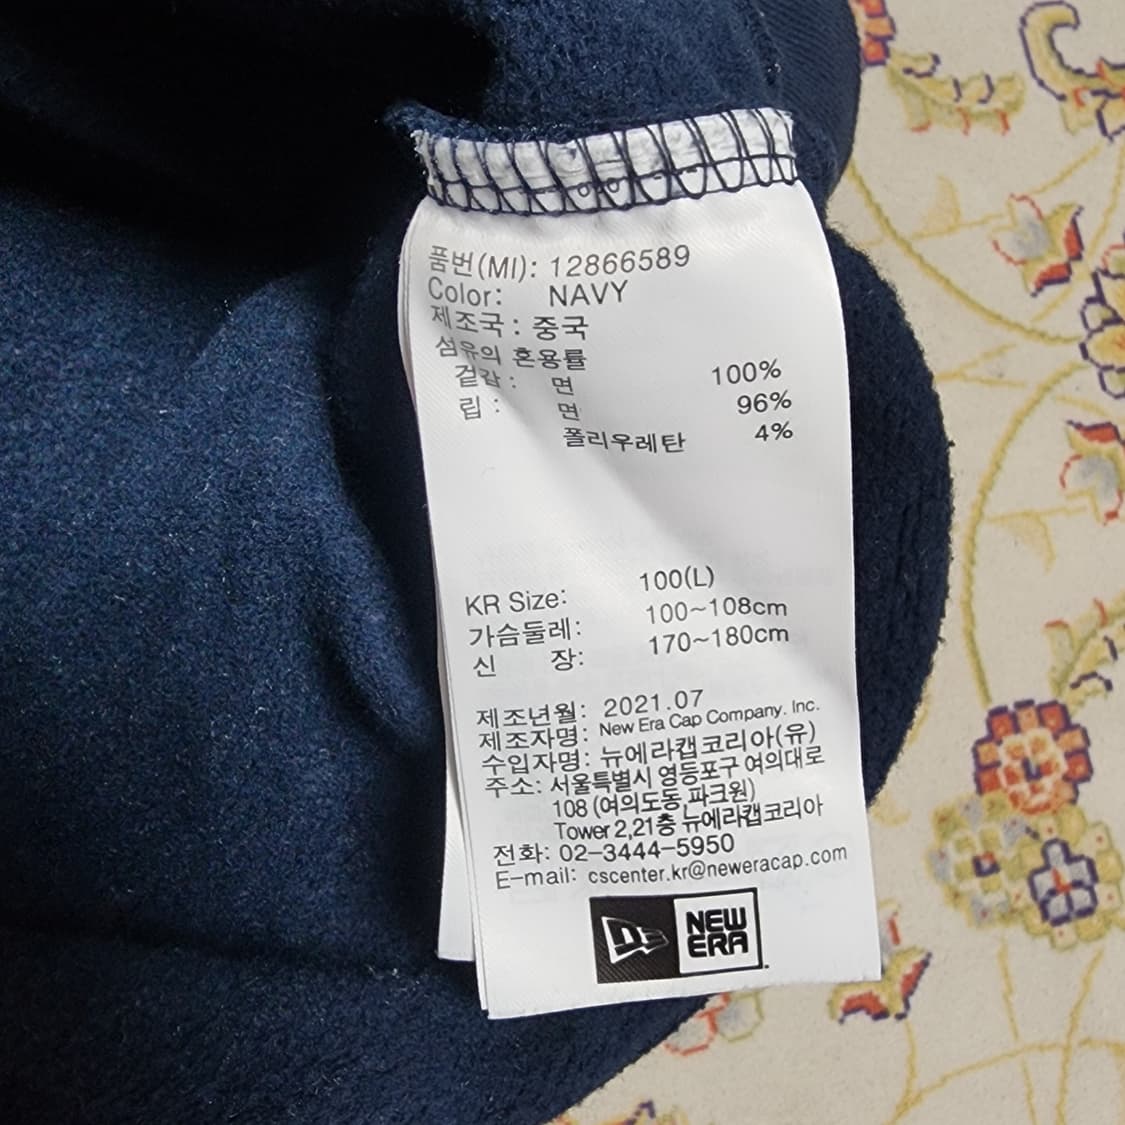 품번(MI): 12866589
Color: NAVY
제조국 : 중국
섬유의 혼용률
겉감 : 면 100%
립 : 면 96%
폴리우레탄 4%
KR Size: 100(L)
가슴둘레: 100~108cm
신 장: 170~180cm
제조년월: 2021.07
제조자명: New Era Cap Company. Inc.
수입자명: 뉴에라캡코리아(유)
주소: 서울특별시 영등포구 여의대로
108 (여의도동,파크원)
Tower 2,21층 뉴에라캡코리아
전화: 02-3444-5950
E-mail: cscenter.kr@neweracap.com
NEW
ERA